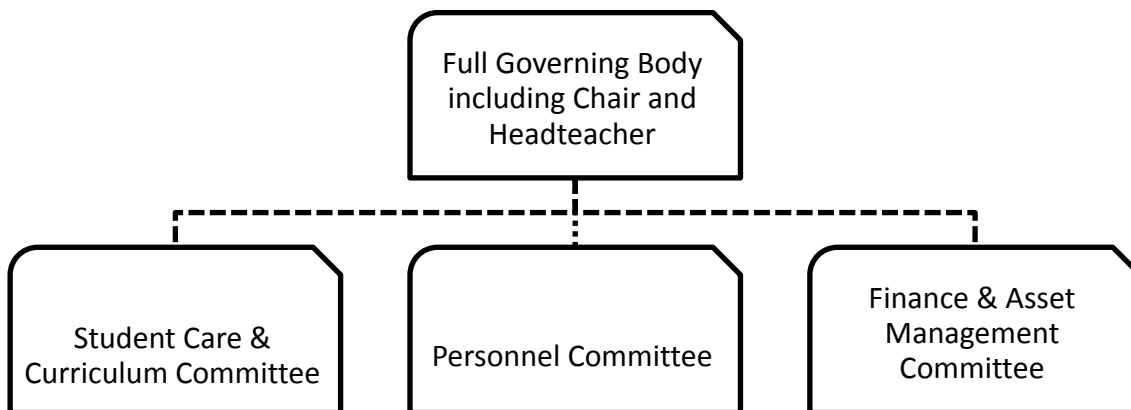 Full Governing Body
including Chair and
Headteacher
Student Care &
Curriculum Committee
Personnel Committee
Finance & Asset
Management
Committee